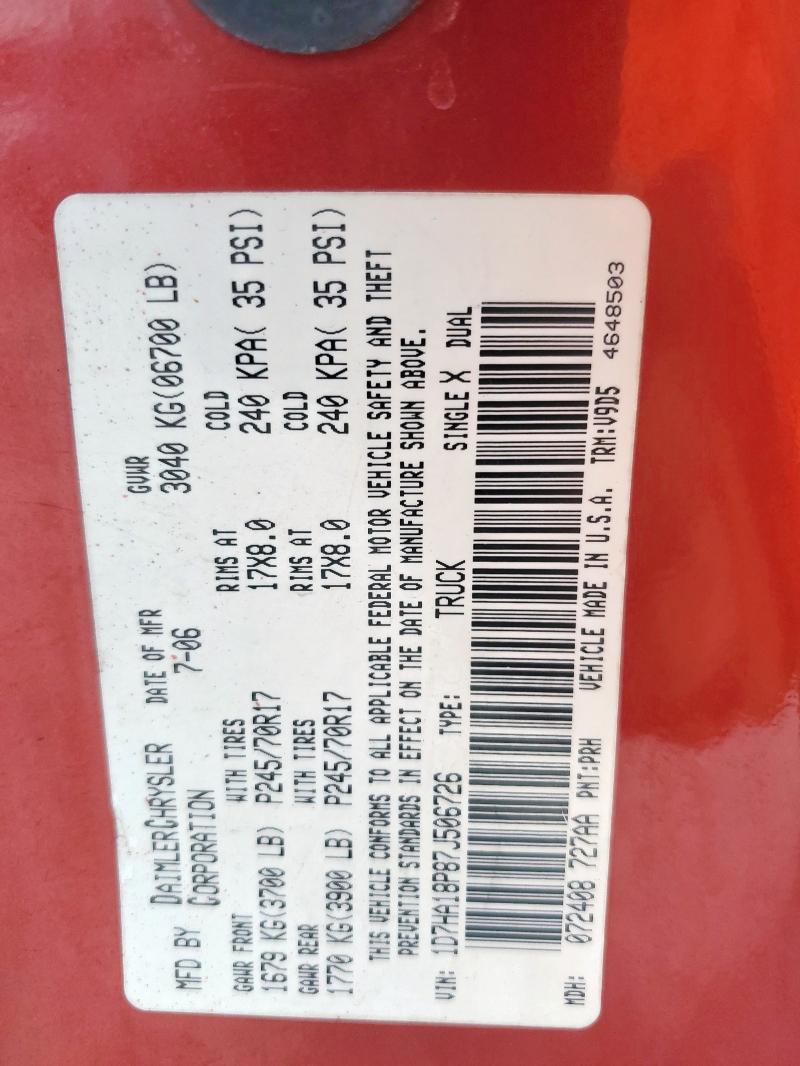 MFD BY DAIMLERCHRYSLER CORPORATION
DATE OF MFR 7-06
GVWR 3040 KG(06700 LB)
GAWR FRONT WITH TIRES RIMS AT COLD
1679 KG(3700 LB) P245/70R17 17X8.0 240 KPA( 35 PSI)
GAWR REAR WITH TIRES RIMS AT COLD
1770 KG(3900 LB) P245/70R17 17X8.0 240 KPA( 35 PSI)
THIS VEHICLE CONFORMS TO ALL APPLICABLE FEDERAL MOTOR VEHICLE SAFETY AND THEFT
PREVENTION STANDARDS IN EFFECT ON THE DATE OF MANUFACTURE SHOWN ABOVE.
VIN: 1D7HA18P87J506726 TYPE: TRUCK SINGLE X DUAL
MDH: 072408 727AA PNT:PRH VEHICLE MADE IN U.S.A. TRM:V9D5 4648503